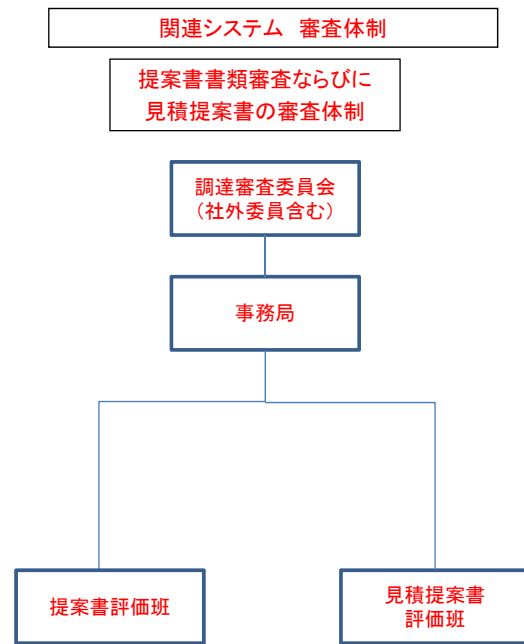 関連システム 審査体制
提案書書類審査ならびに
見積提案書の審査体制
調達審査委員会
（社外委員含む）
事務局
提案書評価班
見積提案書
評価班